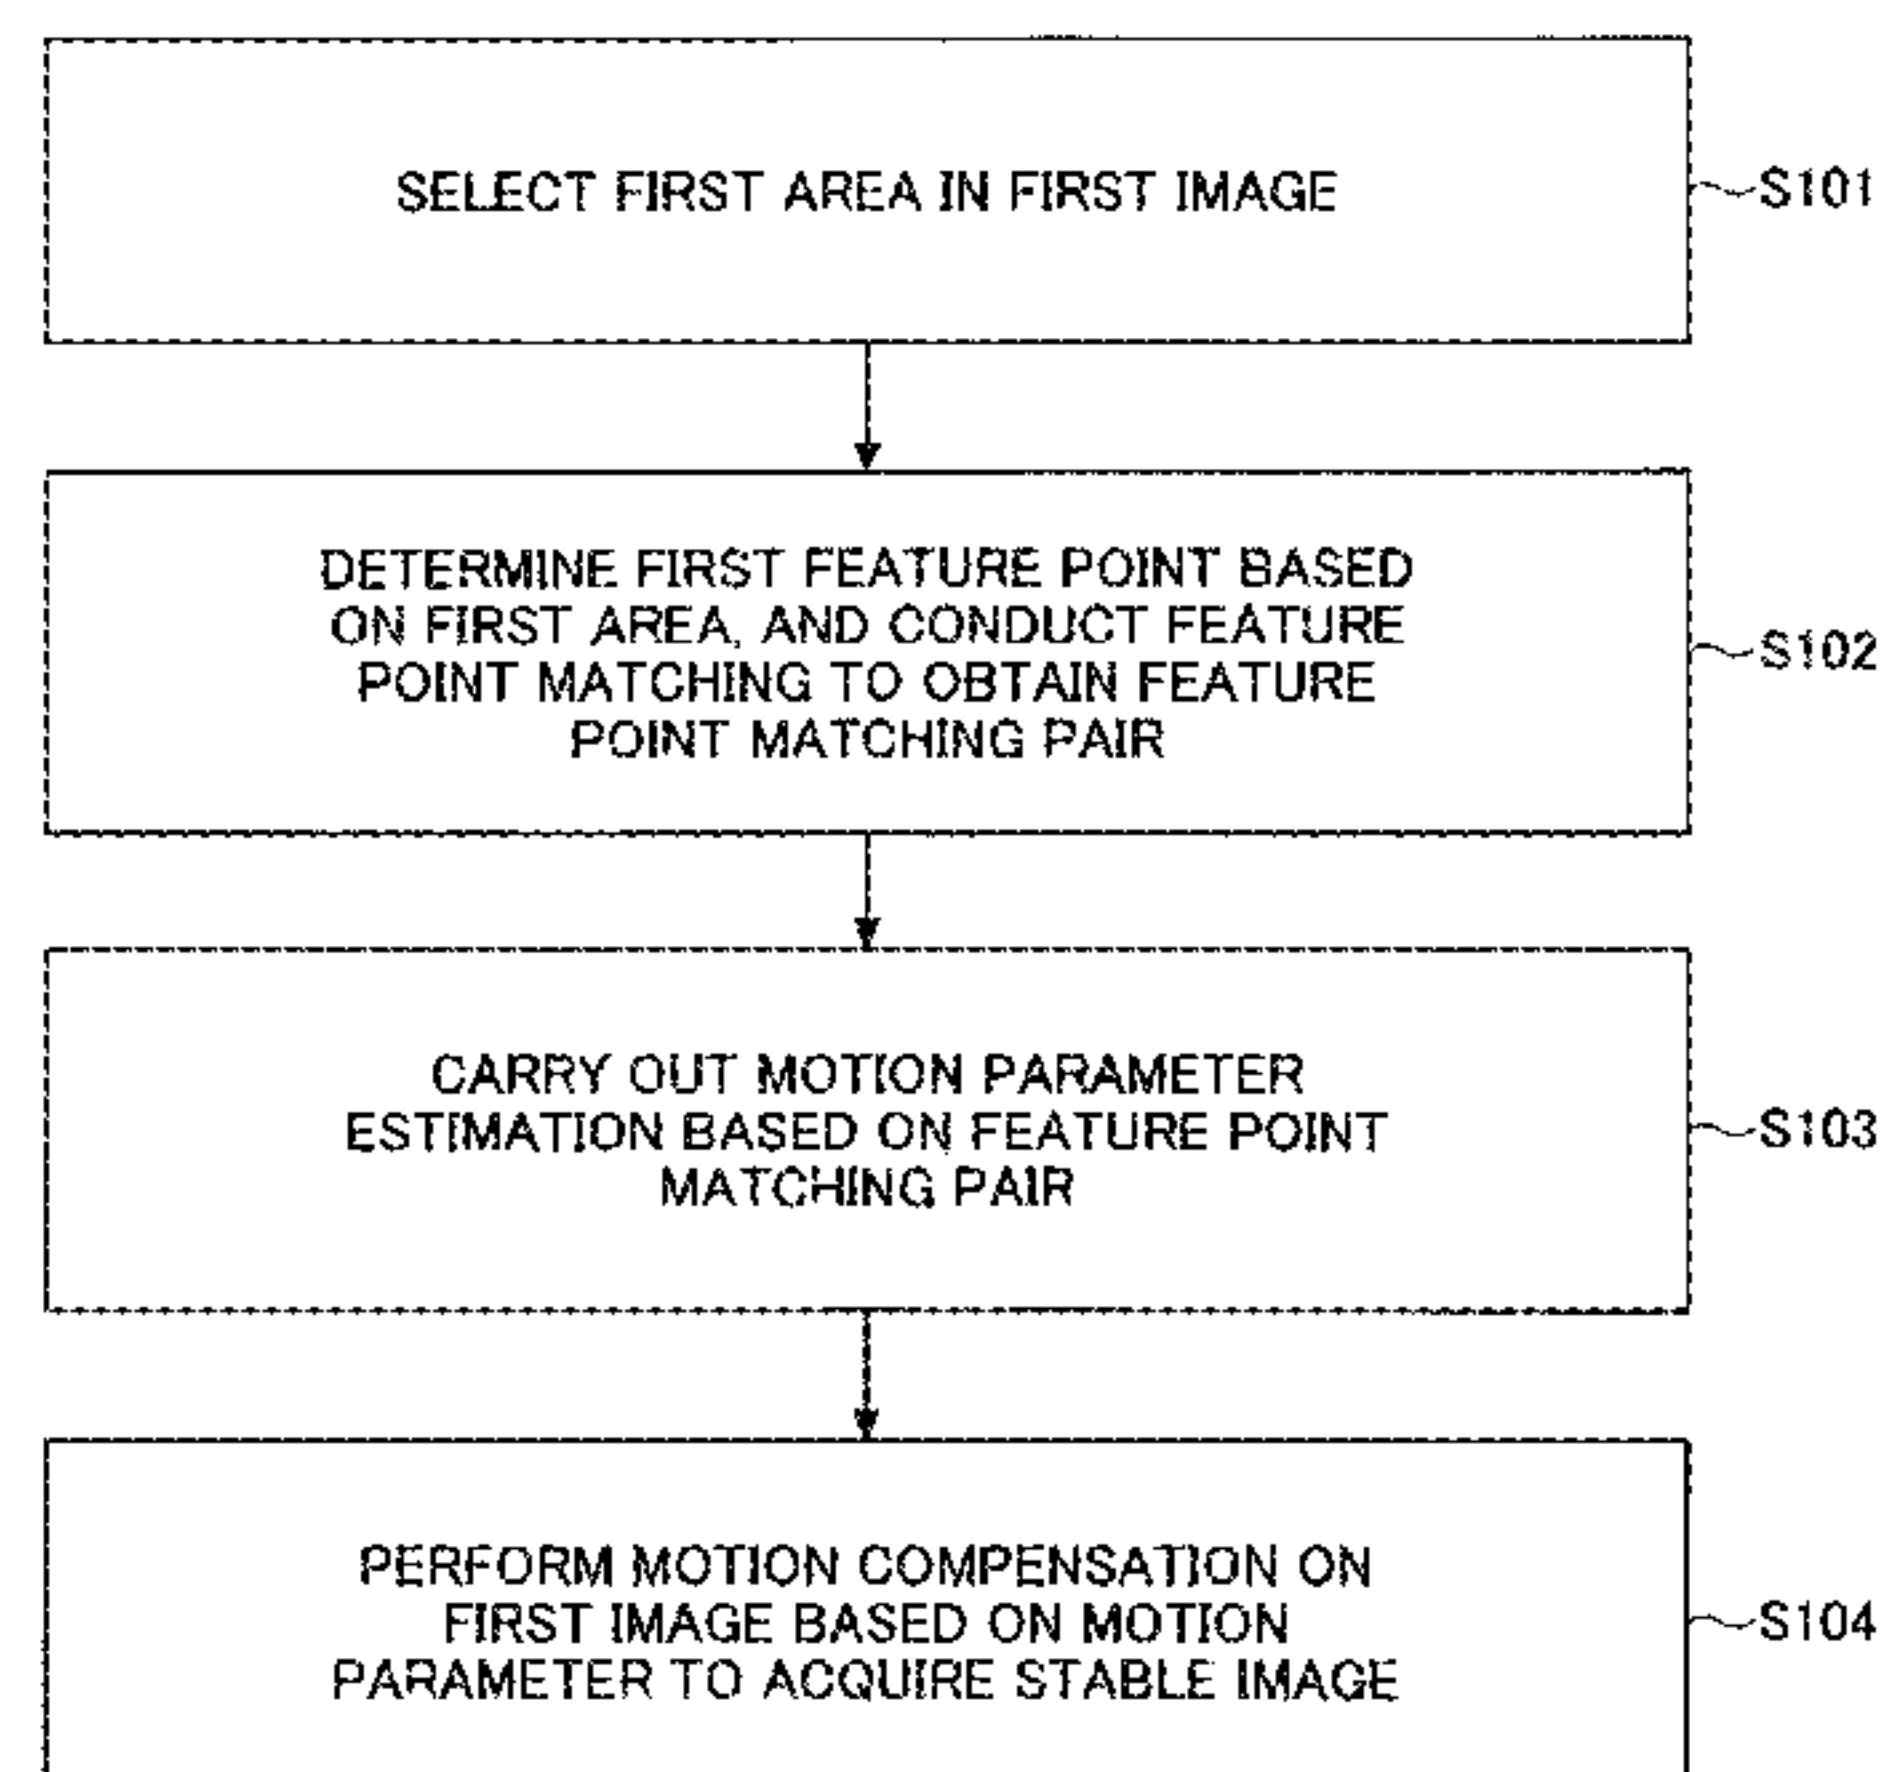 SELECT FIRST AREA IN FIRST IMAGE
S101
DETERMINE FIRST FEATURE POINT BASED
ON FIRST AREA, AND CONDUCT FEATURE
POINT MATCHING TO OBTAIN FEATURE
POINT MATCHING PAIR
S102
CARRY OUT MOTION PARAMETER
ESTIMATION BASED ON FEATURE POINT
MATCHING PAIR
S103
PERFORM MOTION COMPENSATION ON
FIRST IMAGE BASED ON MOTION
PARAMETER TO ACQUIRE STABLE IMAGE
S104